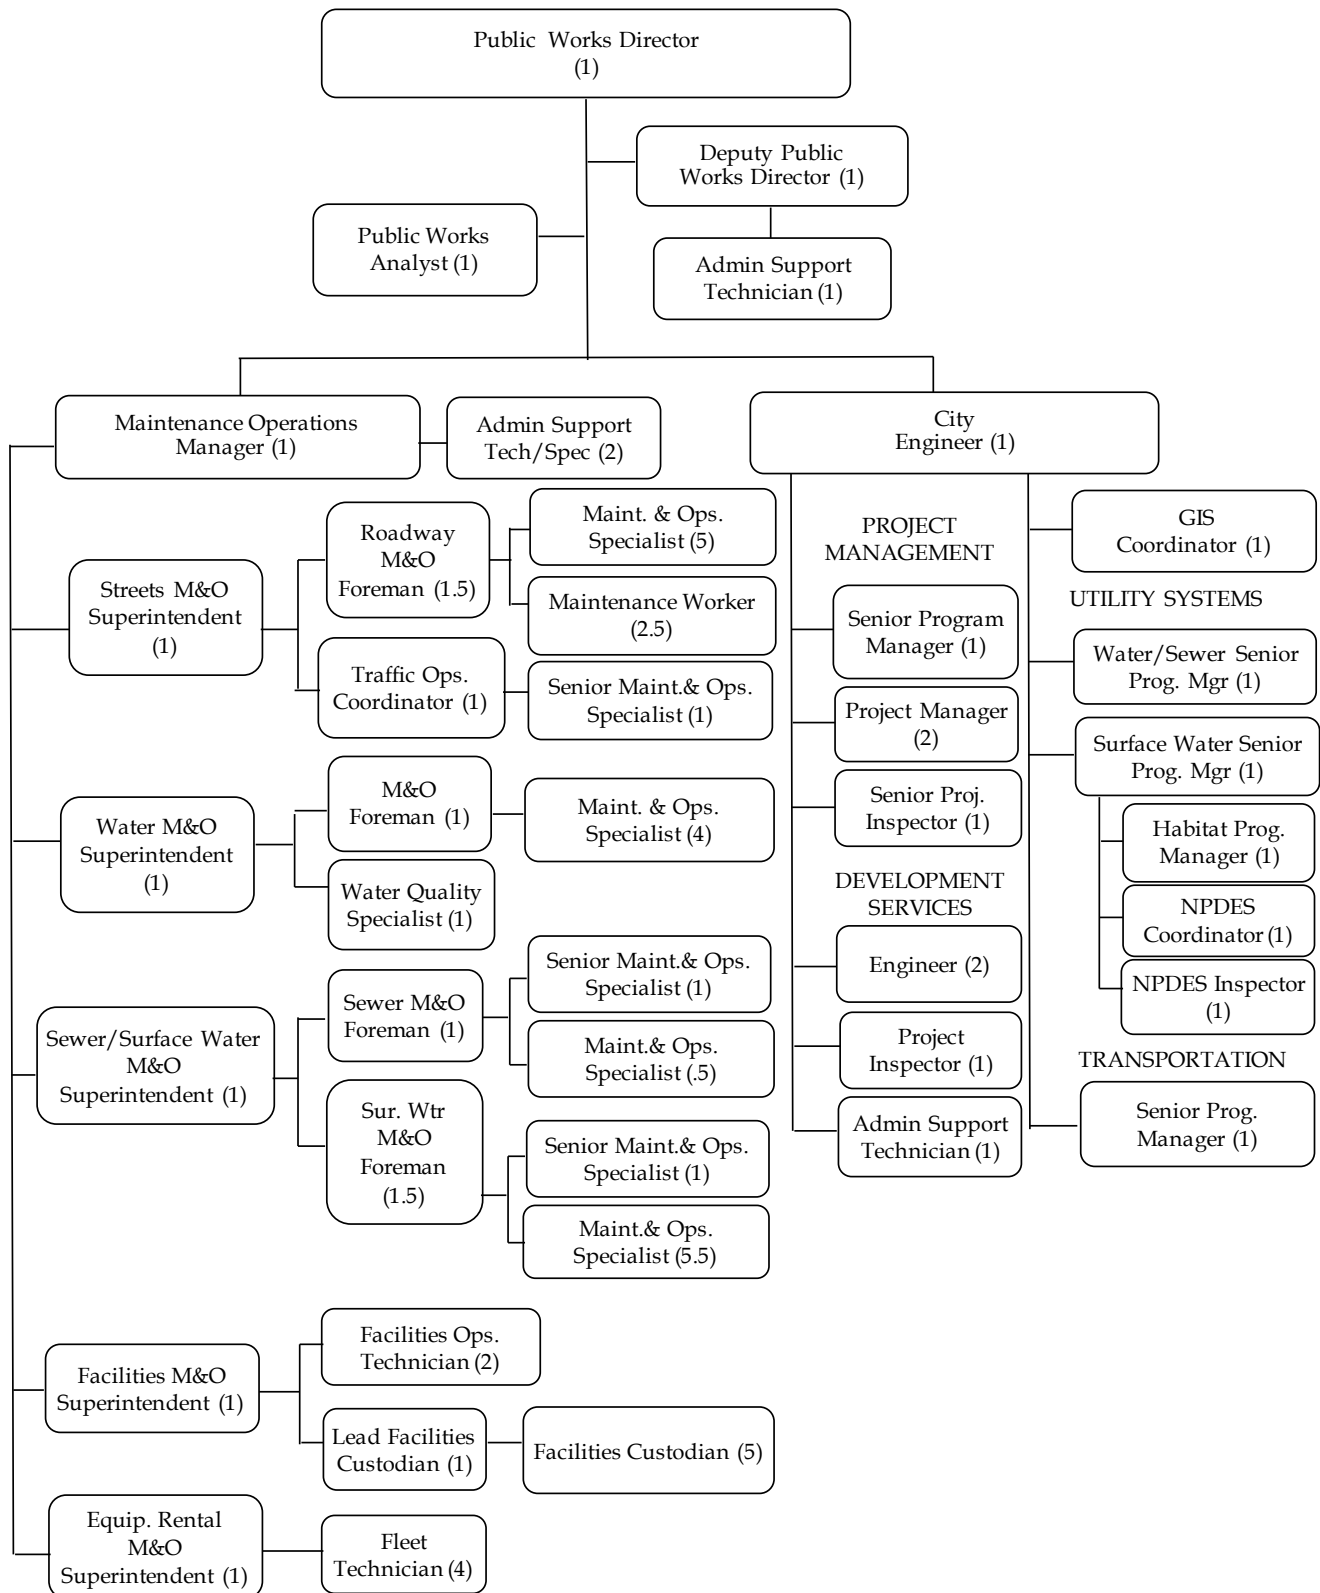 Public Works Director
(1)
Deputy Public
Works Director (1)
Public Works
Analyst (1)
Admin Support
Technician (1)
Maintenance Operations
Manager (1)
Admin Support
Tech/Spec (2)
City
Engineer (1)
Streets M&O
Superintendent
(1)
Roadway
M&O
Foreman (1.5)
Maint. & Ops.
Specialist (5)
Maintenance Worker
(2.5)
Traffic Ops.
Coordinator (1)
Senior Maint.& Ops.
Specialist (1)
Water M&O
Superintendent
(1)
M&O
Foreman (1)
Maint. & Ops.
Specialist (4)
Water Quality
Specialist (1)
Sewer/Surface Water
M&O
Superintendent (1)
Sewer M&O
Foreman (1)
Senior Maint.& Ops.
Specialist (1)
Maint.& Ops.
Specialist (.5)
Sur. Wtr
M&O
Foreman
(1.5)
Senior Maint.& Ops.
Specialist (1)
Maint.& Ops.
Specialist (5.5)
Facilities M&O
Superintendent (1)
Facilities Ops.
Technician (2)
Lead Facilities
Custodian (1)
Facilities Custodian (5)
Equip. Rental
M&O
Superintendent (1)
Fleet
Technician (4)
PROJECT
MANAGEMENT
Senior Program
Manager (1)
Project Manager
(2)
Senior Proj.
Inspector (1)
DEVELOPMENT
SERVICES
Engineer (2)
Project
Inspector (1)
Admin Support
Technician (1)
GIS
Coordinator (1)
UTILITY SYSTEMS
Water/Sewer Senior
Prog. Mgr (1)
Surface Water Senior
Prog. Mgr (1)
Habitat Prog.
Manager (1)
NPDES
Coordinator (1)
NPDES Inspector
(1)
TRANSPORTATION
Senior Prog.
Manager (1)